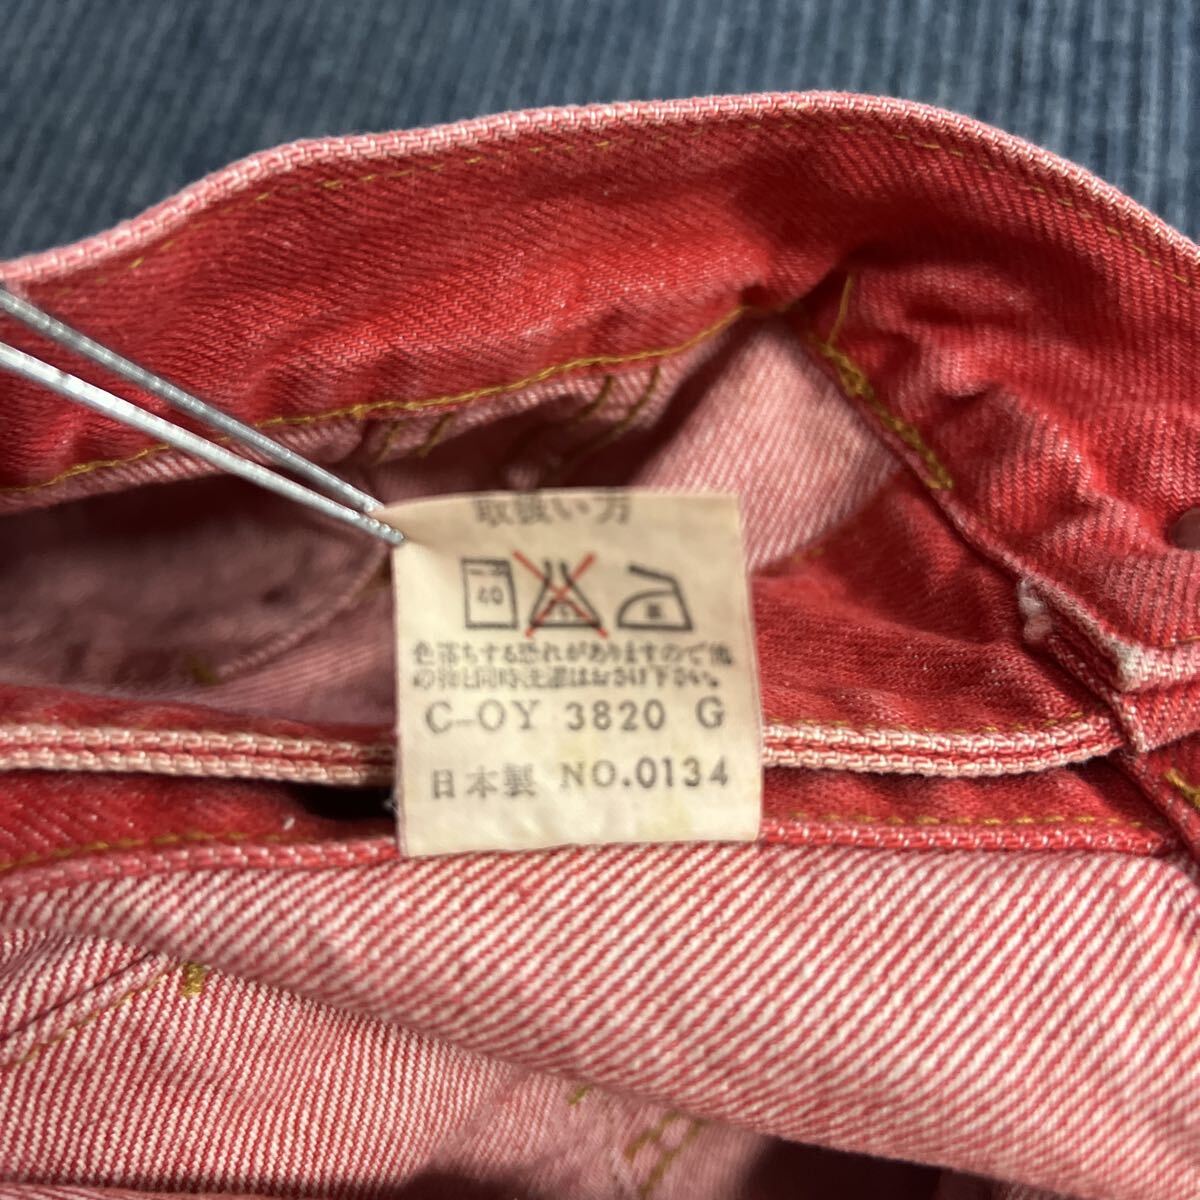 取扱い方
40
色落ちする恐れがありますので他
の物と同時洗濯はおさけ下さい。
C-OY 3820 G
日本製 NO.0134